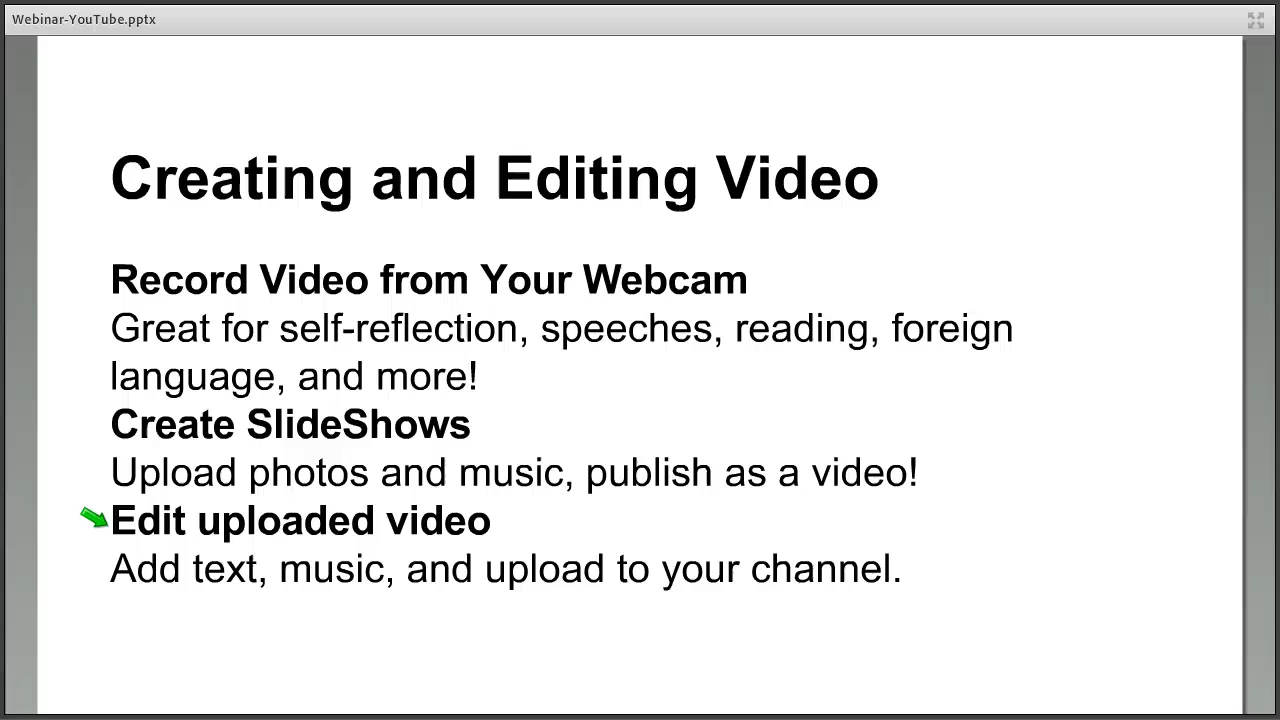 Webinar-YouTube.pptx
Creating and Editing Video
Record Video from Your Webcam
Great for self-reflection, speeches, reading, foreign
language, and more!
Create SlideShows
Upload photos and music, publish as a video!
Edit uploaded video
Add text, music, and upload to your channel.